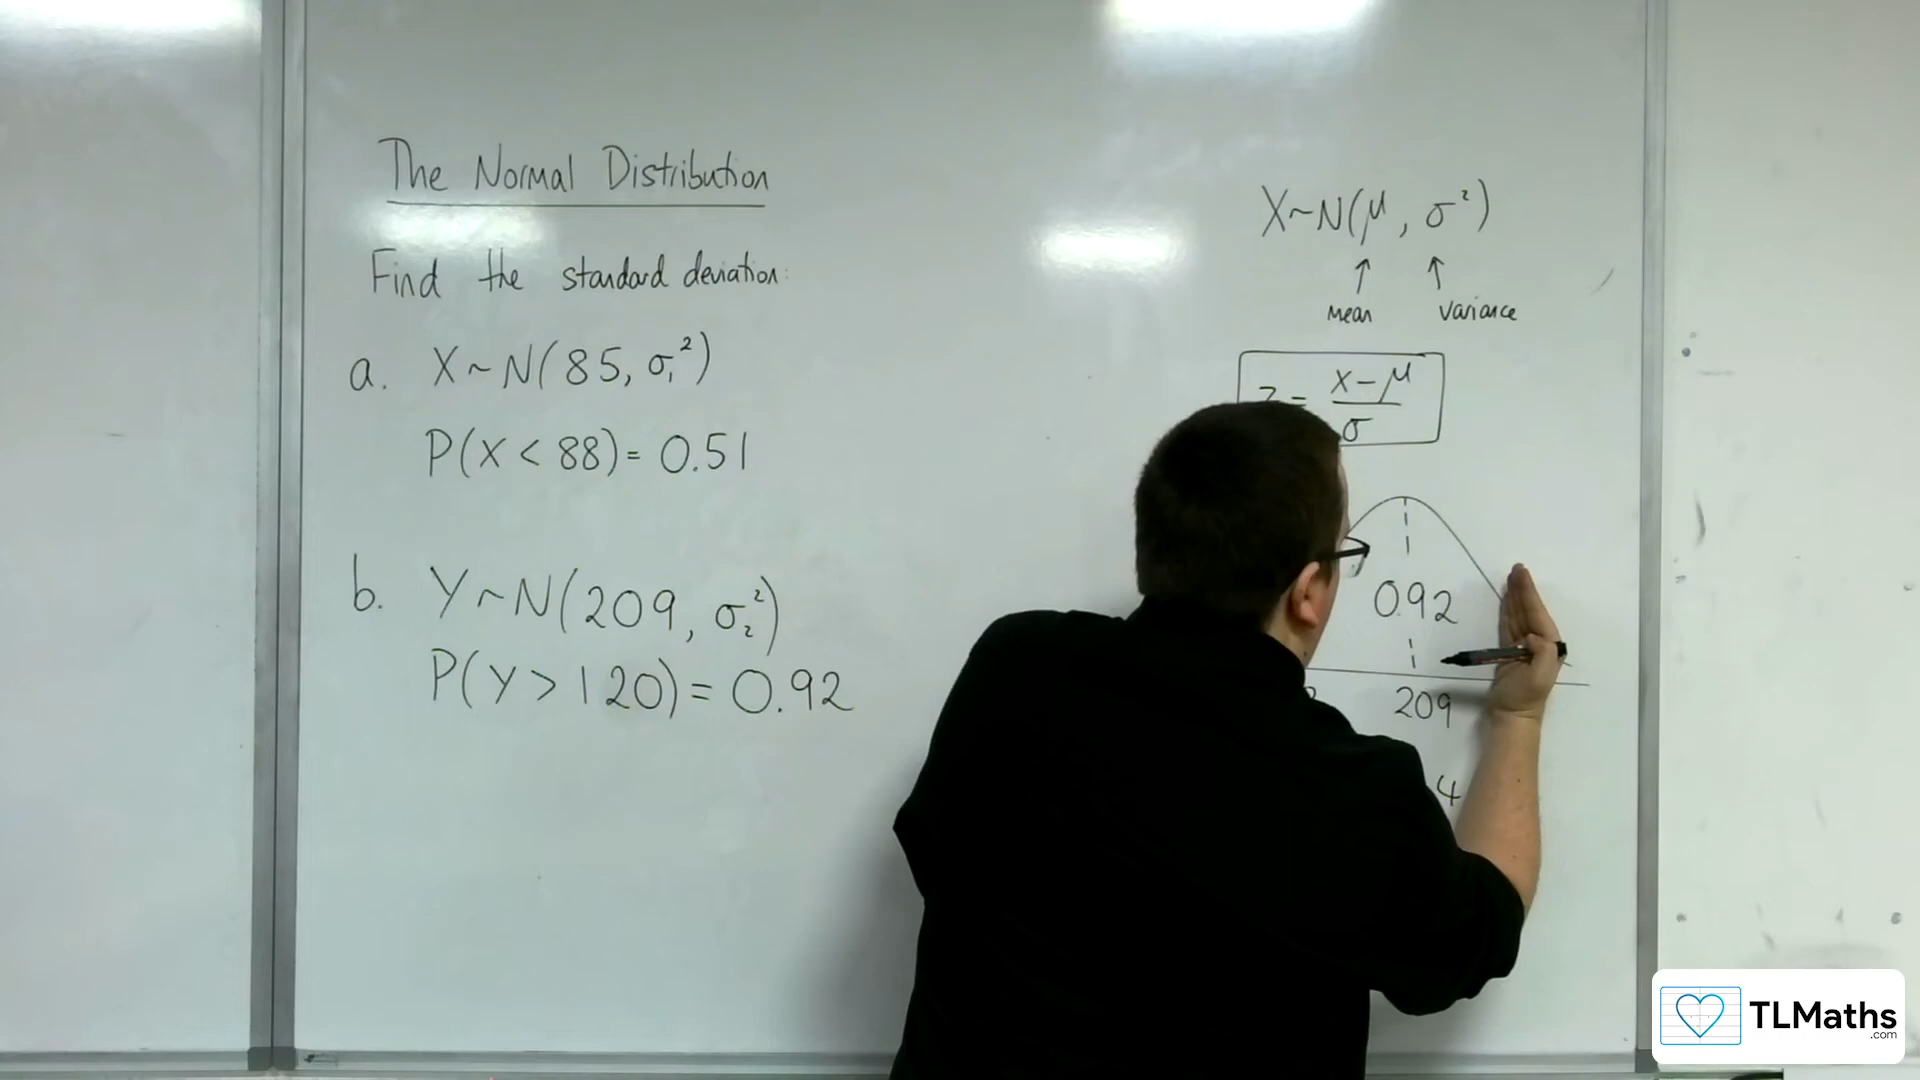 The Normal Distribution
Find the standard deviation:
a. X~N(85, σ₁²)
P(X < 88) = 0.51
b. Y~N(209, σ₂²)
P(Y > 120) = 0.92
X~N(μ, σ²)
↑ ↑
mean variance
z = x-μ / σ
0.92
209
4
TLMaths
.com